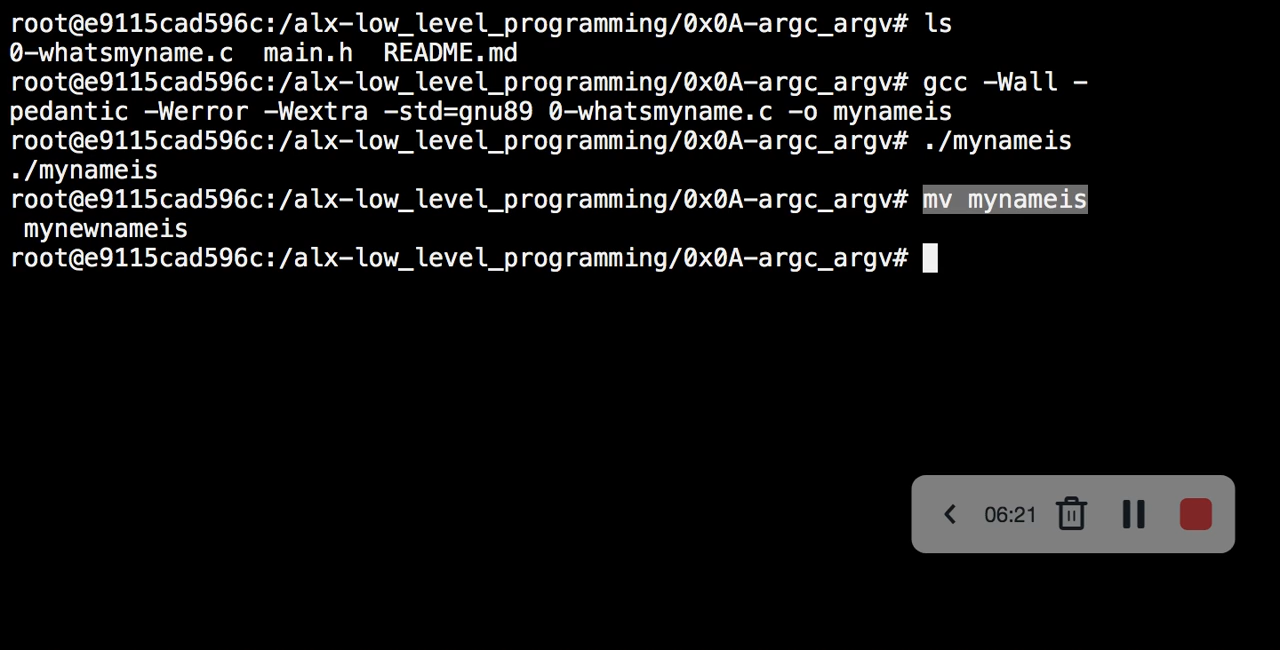 root@e9115cad596c:/alx-low_level_programming/0x0A-argc_argv# ls
0-whatsmyname.c  main.h  README.md
root@e9115cad596c:/alx-low_level_programming/0x0A-argc_argv# gcc -Wall -
pedantic -Werror -Wextra -std=gnu89 0-whatsmyname.c -o mynameis
root@e9115cad596c:/alx-low_level_programming/0x0A-argc_argv# ./mynameis
./mynameis
root@e9115cad596c:/alx-low_level_programming/0x0A-argc_argv# mv mynameis
 mynewnameis
root@e9115cad596c:/alx-low_level_programming/0x0A-argc_argv#
06:21